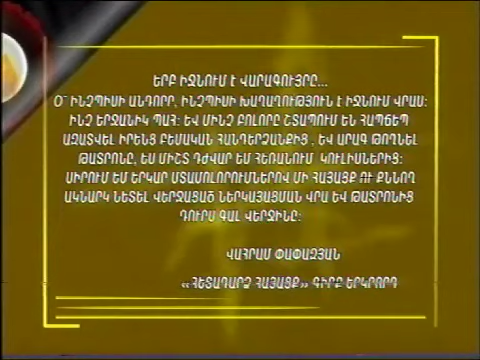 ԵՐԲ ԻՋՆՈՒՄ Է ՎԱՐԱԳՈՒՅՐԸ...
Օ՜ ԻՆՉՊԻՍԻ ԱՆԴՈՐՐ, ԻՆՉՊԻՍԻ ԽԱՂԱՂՈՒԹՅՈՒՆ Է ԻՋՆՈՒՄ ՎՐԱՍ:
ԻՆՉ ԵՐՋԱՆԻԿ ՊԱՀ: ԵՎ ՄԻՆՉ ԲՈԼՈՐԸ ՇՏԱՊՈՒՄ ԵՆ ՀԱՊՃԵՊ
ԱԶԱՏՎԵԼ ԻՐԵՆՑ ԲԵՄԱԿԱՆ ՀԱՆԴԵՐՁԱՆՔԻՑ , ԵՎ ԱՐԱԳ ԹՈՂՆԵԼ
ԹԱՏՐՈՆԸ, ԵՍ ՄԻՇՏ ԴԺՎԱՐ ԵՄ ՀԵՌԱՆՈՒՄ ԿՈՒԼԻՍՆԵՐԻՑ:
ՍԻՐՈՒՄ ԵՄ ԵՐԿԱՐ ՄՏԱՄՈԼՈՐՈՒՄՆԵՐՈՎ ՄԻ ՀԱՅԱՑՔ ՈՒ ՔՆՆՈՂ
ԱԿՆԱՐԿ ՆԵՏԵԼ ՎԵՐՋԱՑԱԾ ՆԵՐԿԱՅԱՑՄԱՆ ՎՐԱ ԵՎ ԹԱՏՐՈՆԻՑ
ԴՈՒՐՍ ԳԱԼ ՎԵՐՋԻՆԸ:
ՎԱՀՐԱՄ ՓԱՓԱԶՅԱՆ
«ՀԵՏԱԴԱՐՁ ՀԱՅԱՑՔ» ԳԻՐՔ ԵՐԿՐՈՐԴ